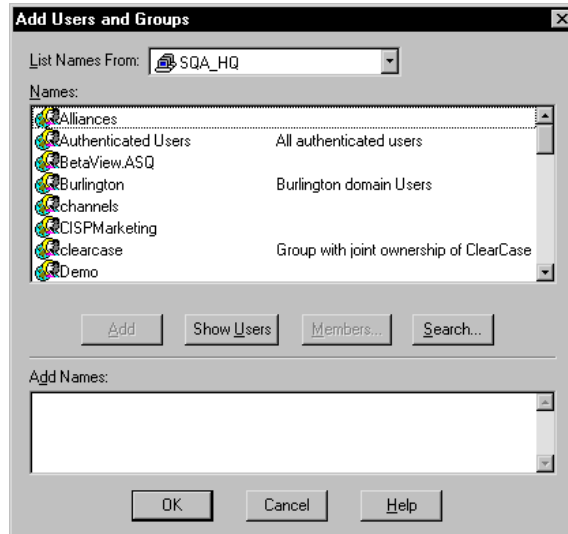 Add Users and Groups
List Names From: SQA_HQ
Names:
Alliances
Authenticated Users All authenticated users
BetaView.ASQ
Burlington Burlington domain Users
channels
CISPMarketing
clearcase Group with joint ownership of ClearCase
Demo
Add Show Users Members... Search...
Add Names:
OK Cancel Help